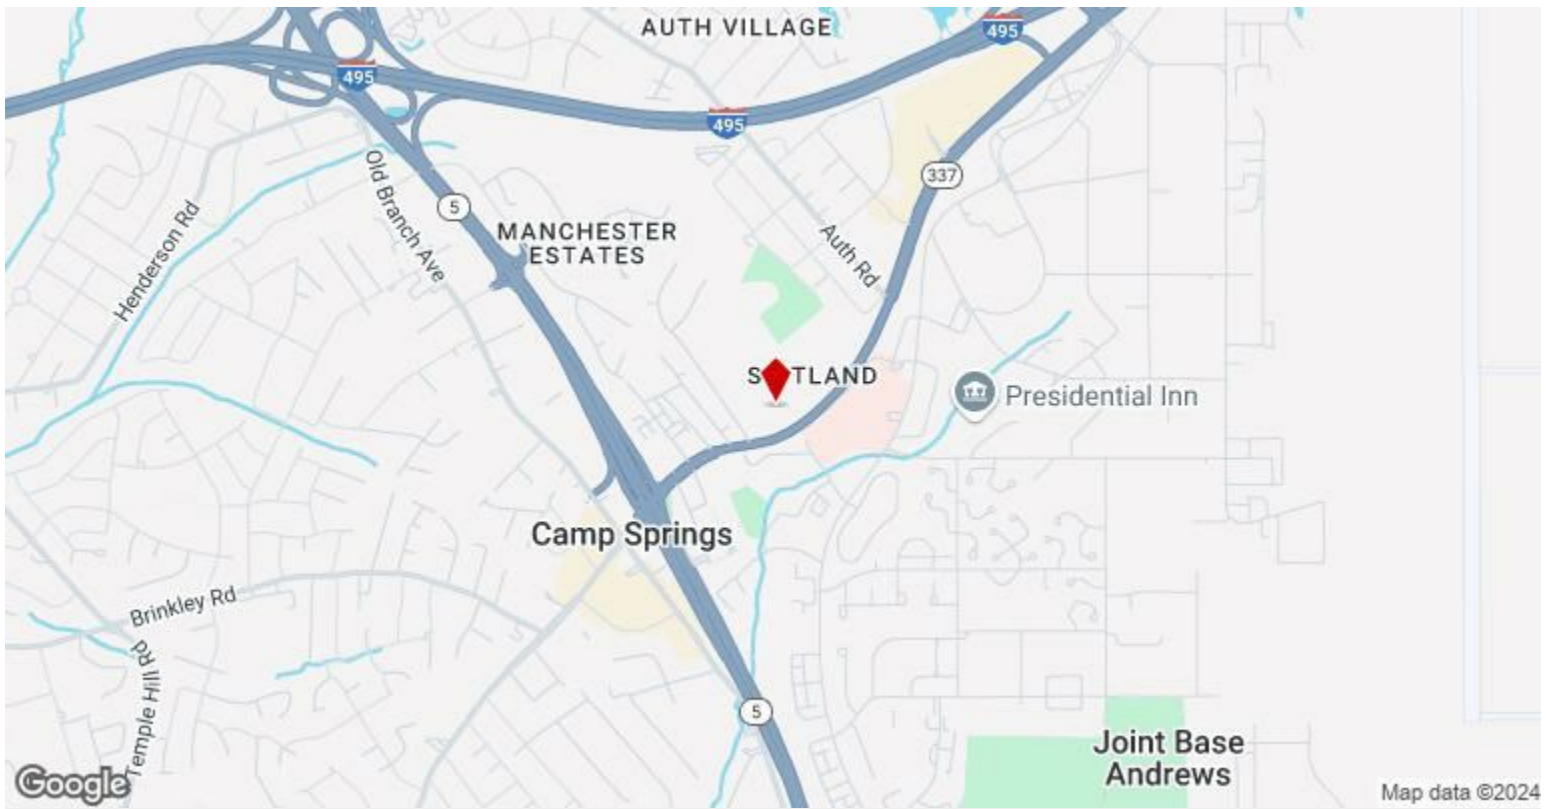 AUTH VILLAGE
495
495
495
337
Old Branch Ave
5
Henderson Rd
MANCHESTER
ESTATES
Auth Rd
S TLAND
Presidential Inn
Camp Springs
Brinkley Rd
Temple Hill Rd
5
Joint Base
Andrews
Google
Map data ©2024